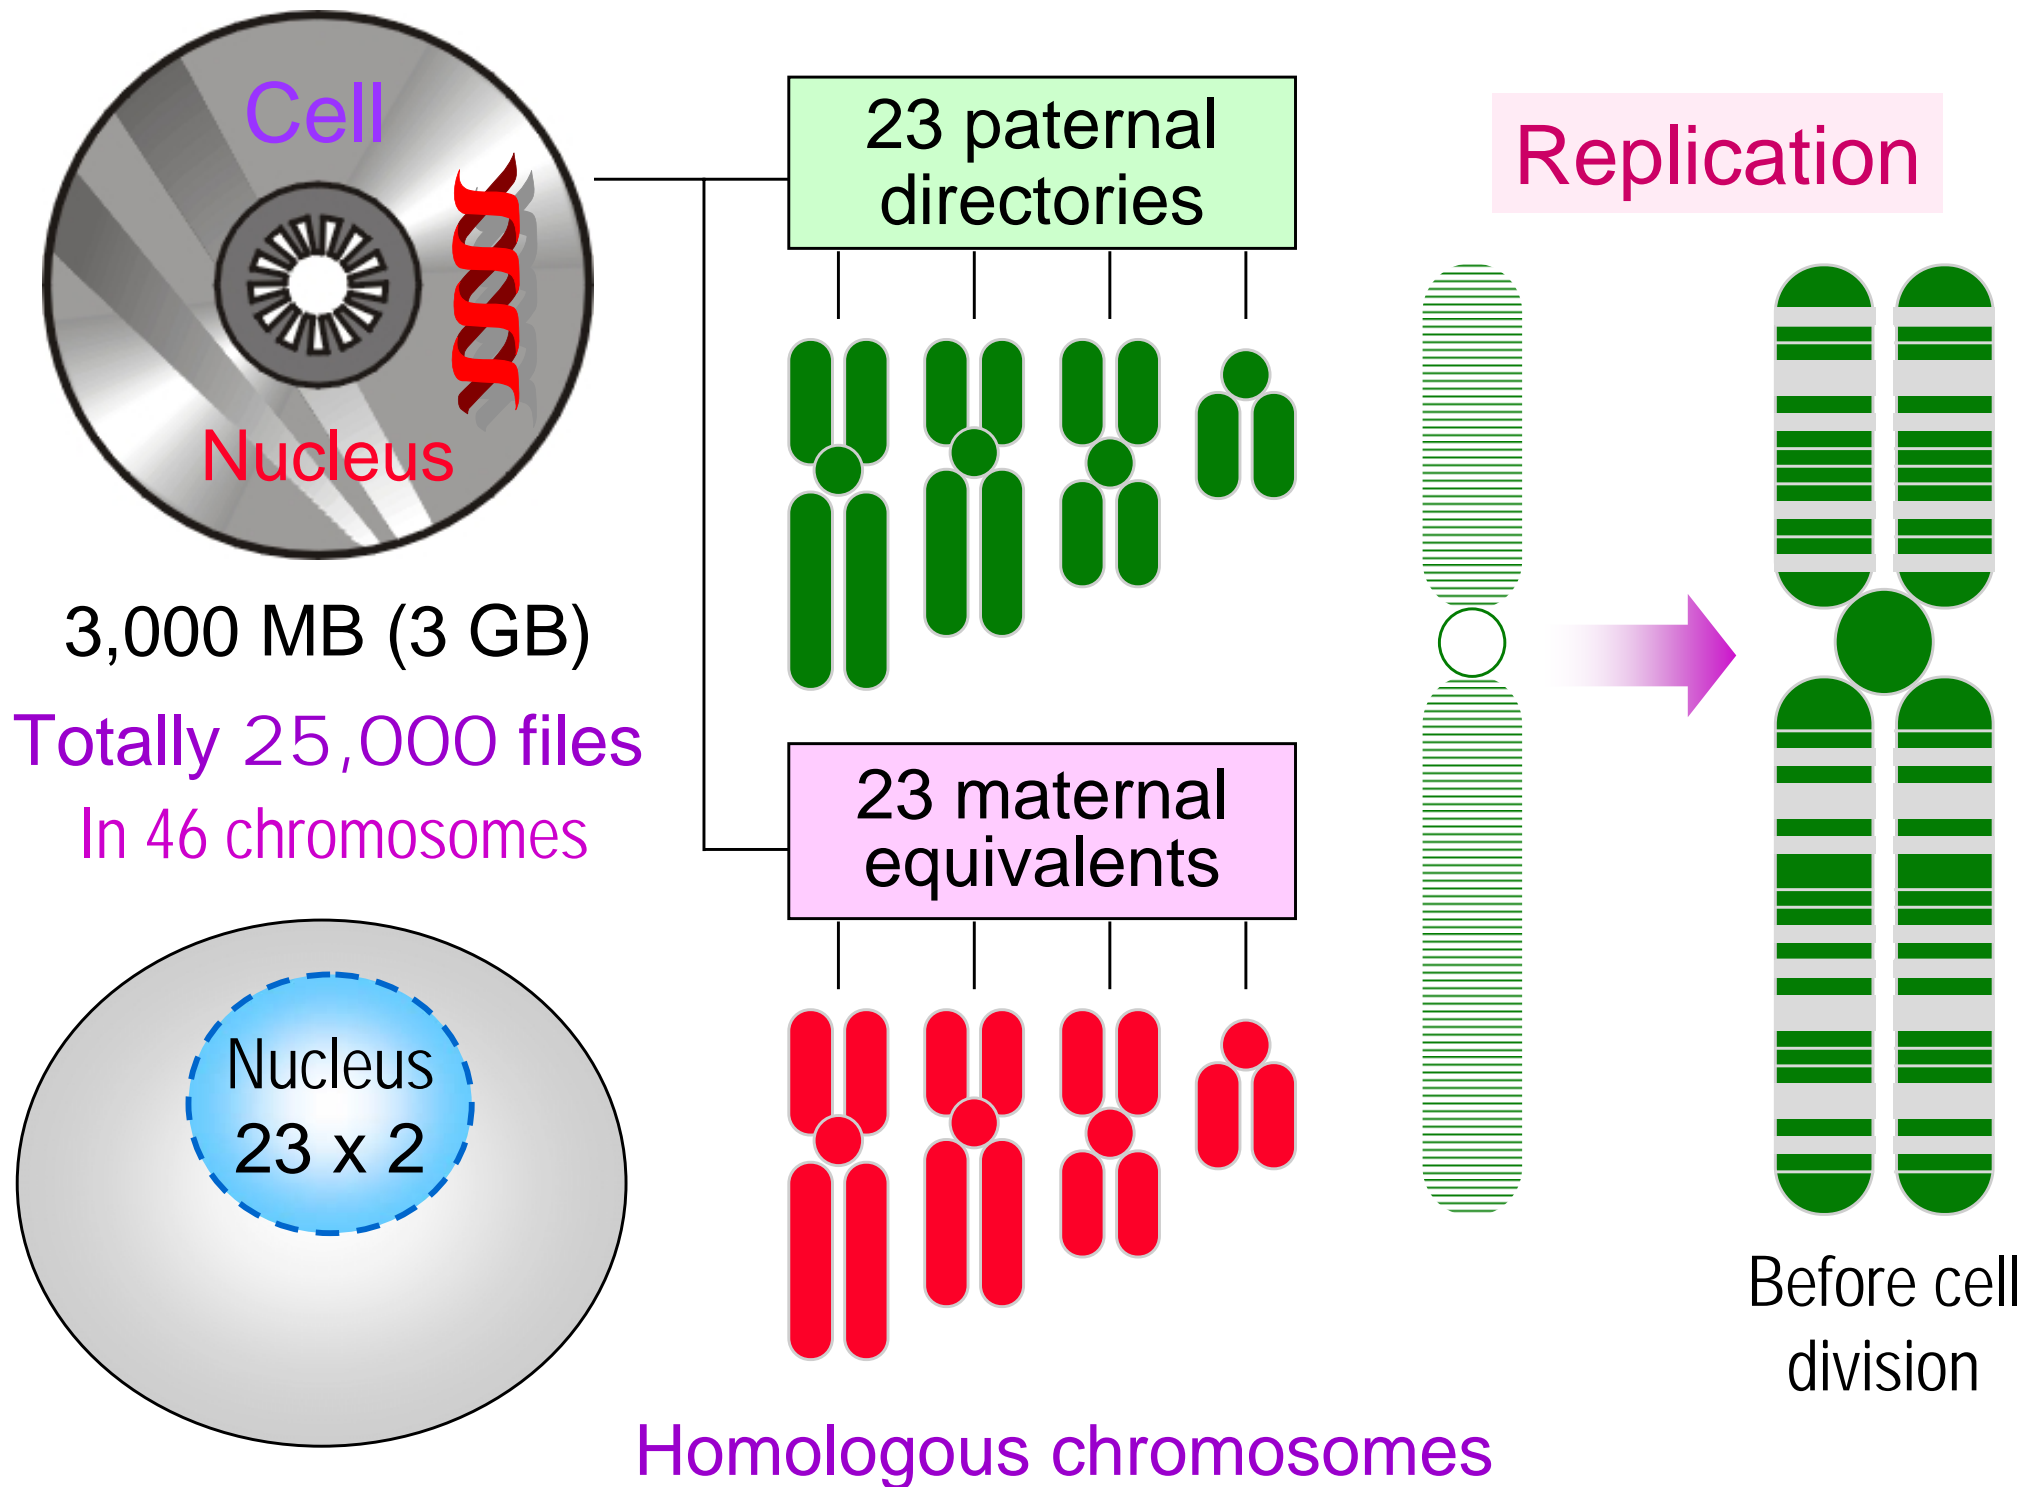 Cell
Nucleus
3,000 MB (3 GB)
Totally 25,000 files
In 46 chromosomes
Nucleus
23 x 2
23 paternal
directories
23 maternal
equivalents
Homologous chromosomes
Replication
Before cell
division